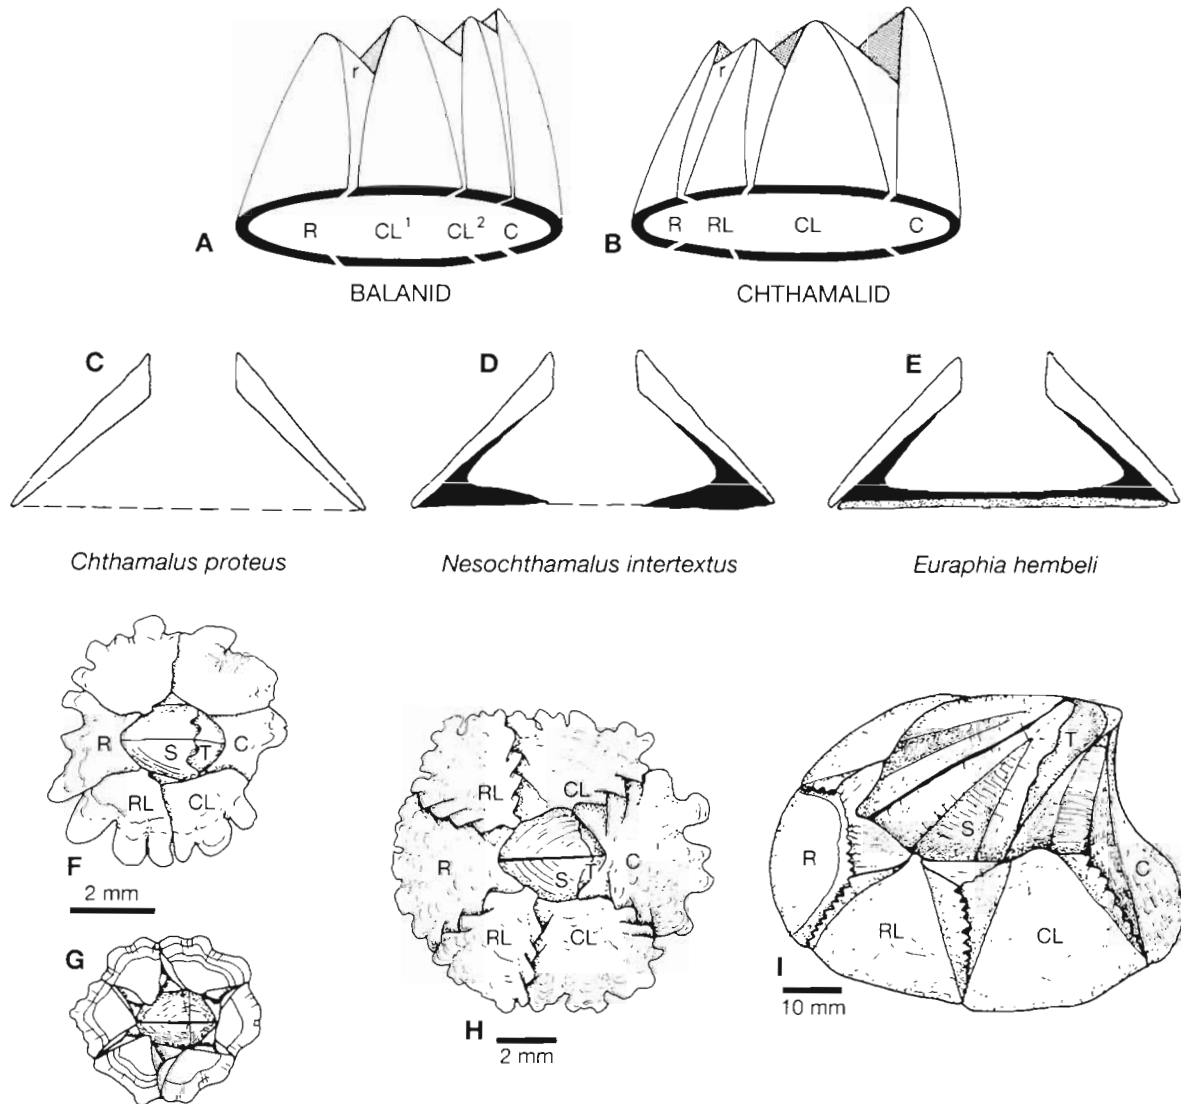 r
r
R CL¹ CL² C
R RL CL C
A
B
BALANID
CHTHAMALID
C
D
E
Chthamalus proteus
Nesochthamalus intertextus
Euraphia hembeli
R S T C
RL CL
F
2 mm
G
RL CL
R S T C
RL CL
H
2 mm
T
S
R
C
RL CL
I
10 mm